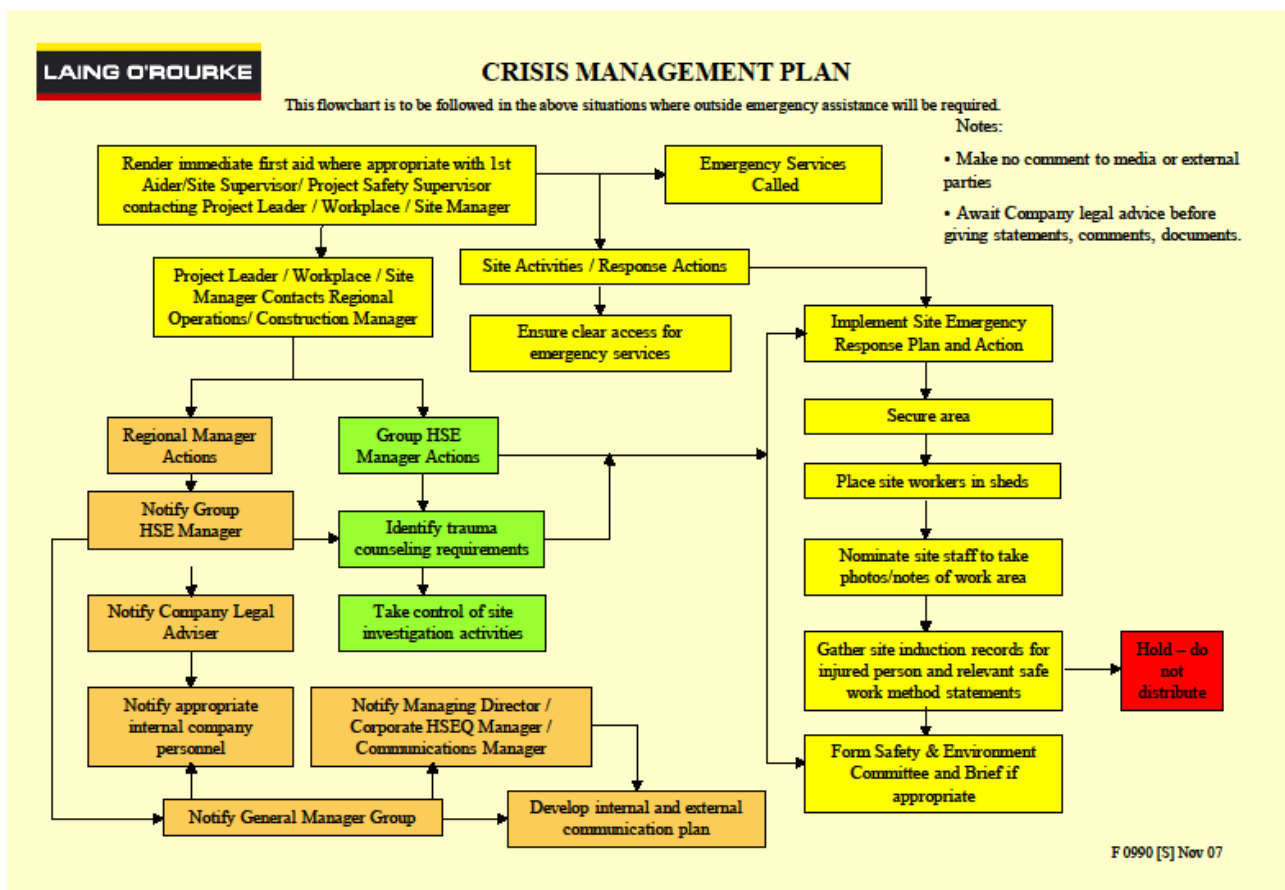 LAING O'ROURKE
CRISIS MANAGEMENT PLAN
This flowchart is to be followed in the above situations where outside emergency assistance will be required.
Notes:
• Make no comment to media or external
parties
• Await Company legal advice before
giving statements, comments, documents.
Render immediate first aid where appropriate with 1st
Aider/Site Supervisor/ Project Safety Supervisor
contacting Project Leader / Workplace / Site Manager
Emergency Services
Called
Project Leader / Workplace / Site
Manager Contacts Regional
Operations/ Construction Manager
Site Activities / Response Actions
Ensure clear access for
emergency services
Implement Site Emergency
Response Plan and Action
Regional Manager
Actions
Group HSE
Manager Actions
Secure area
Place site workers in sheds
Notify Group
HSE Manager
Identify trauma
counseling requirements
Nominate site staff to take
photos/notes of work area
Notify Company Legal
Adviser
Take control of site
investigation activities
Gather site induction records for
injured person and relevant safe
work method statements
Hold – do
not
distribute
Notify appropriate
internal company
personnel
Notify Managing Director /
Corporate HSEQ Manager /
Communications Manager
Form Safety & Environment
Committee and Brief if
appropriate
Notify General Manager Group
Develop internal and external
communication plan
F 0990 [S] Nov 07